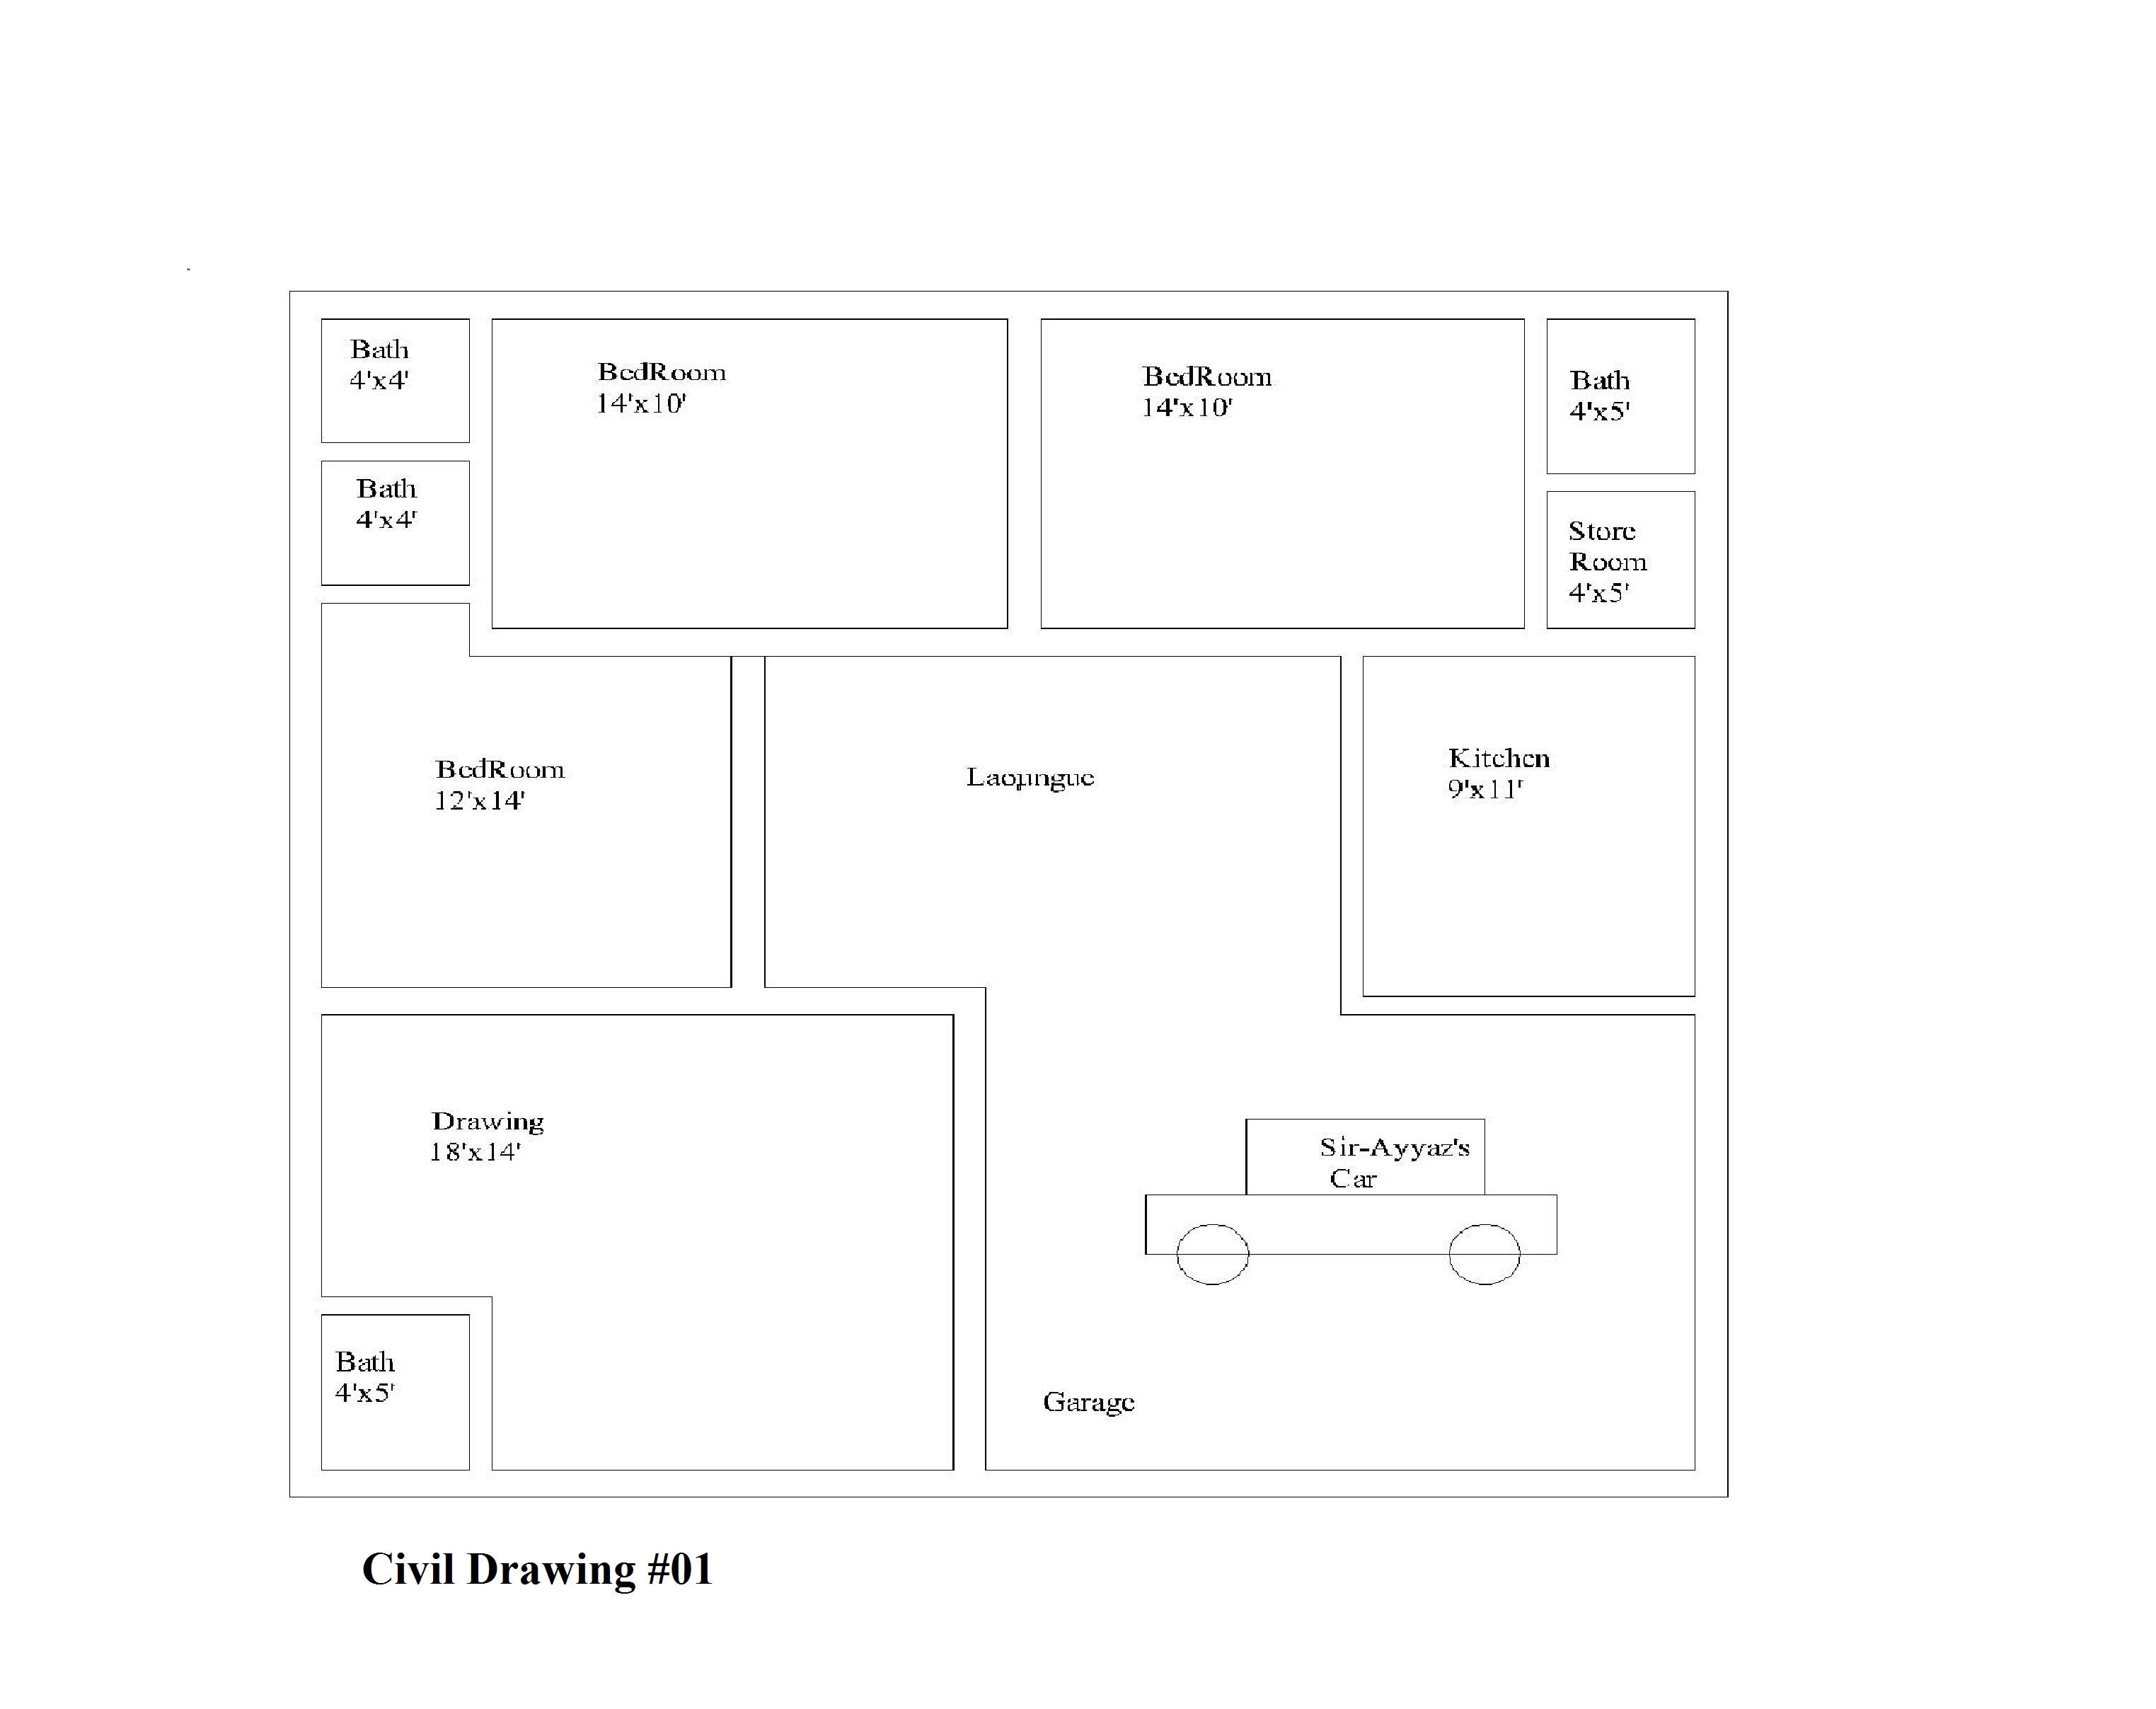 Bath
4'x4'
BedRoom
14'x10'
BedRoom
14'x10'
Bath
4'x5'
Bath
4'x4'
Store
Room
4'x5'
BedRoom
12'x14'
Kitchen
9'x11'
Drawing
18'x14'
Sir-Ayyaz's
Car
Bath
4'x5'
Garage
Civil Drawing #01